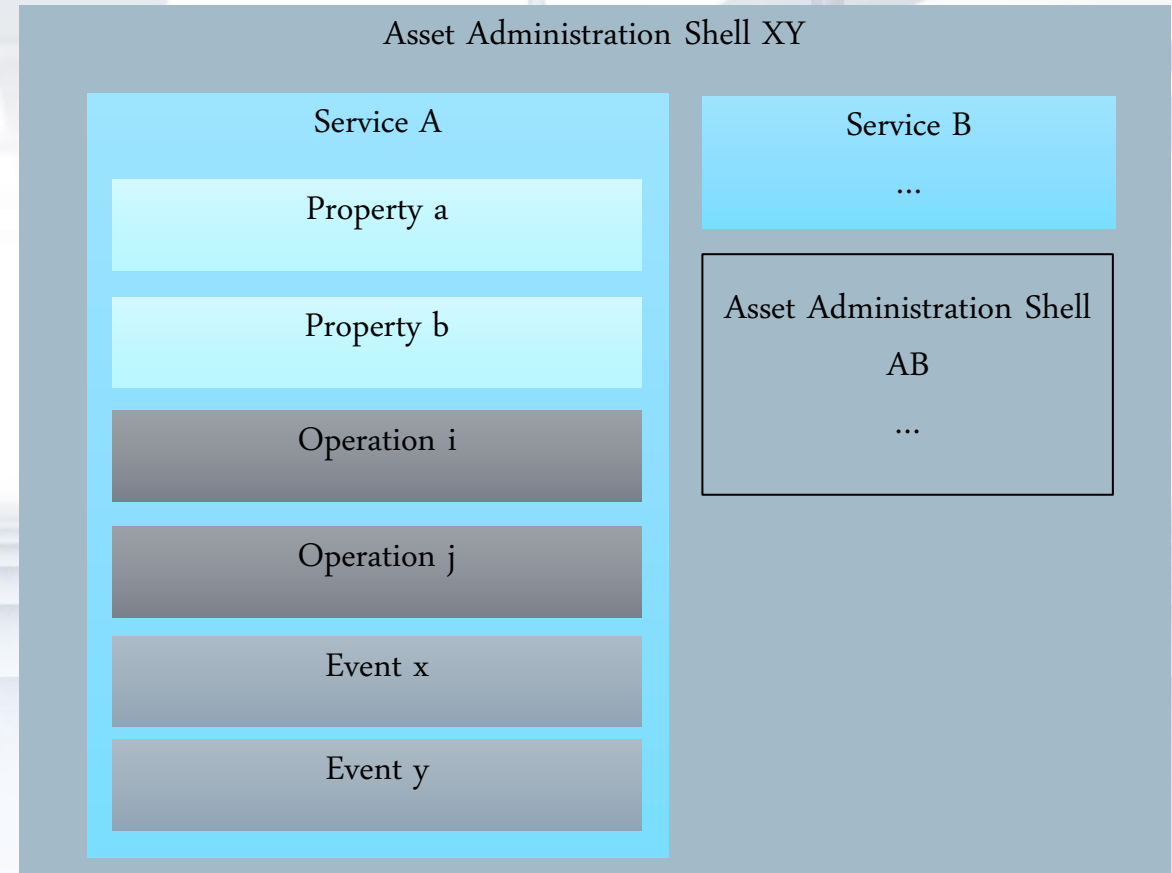 Asset Administration Shell XY
Service A
Property a
Property b
Operation i
Operation j
Event x
Event y
Service B
...
Asset Administration Shell
AB
...